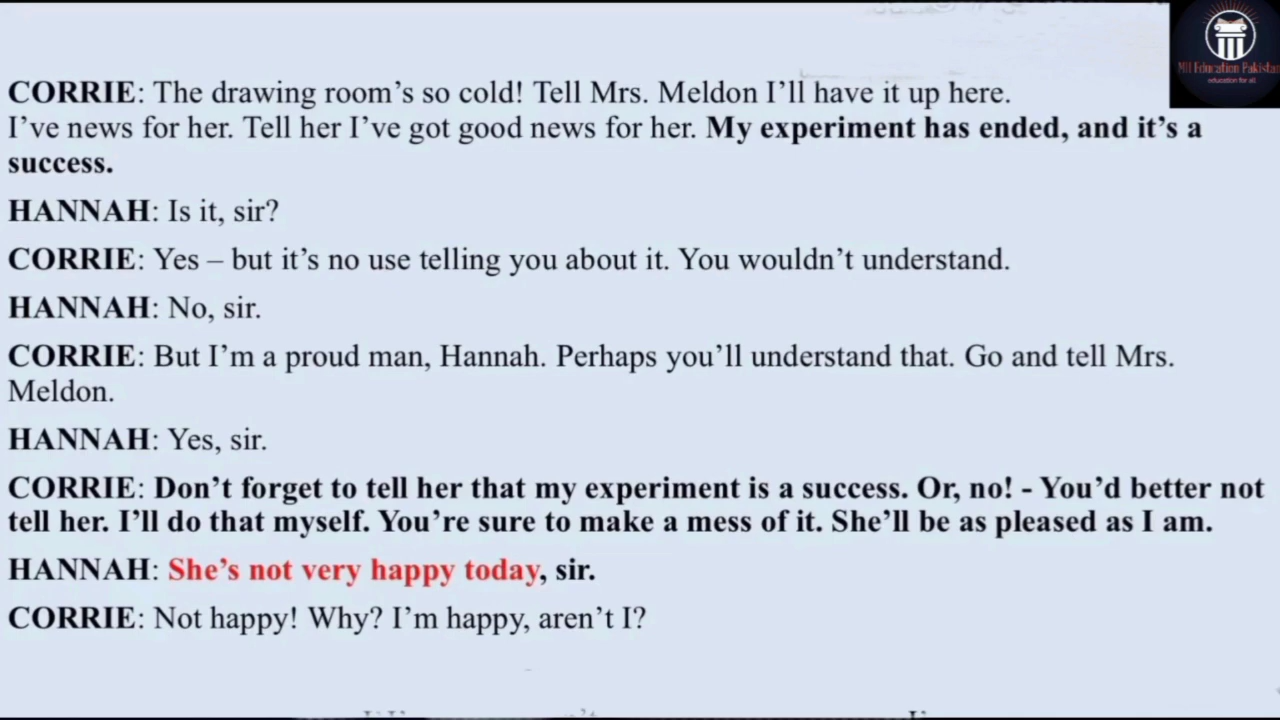 CORRIE: The drawing room's so cold! Tell Mrs. Meldon I'll have it up here.
I've news for her. Tell her I've got good news for her. My experiment has ended, and it's a
success.
HANNAH: Is it, sir?
CORRIE: Yes – but it's no use telling you about it. You wouldn't understand.
HANNAH: No, sir.
CORRIE: But I'm a proud man, Hannah. Perhaps you'll understand that. Go and tell Mrs.
Meldon.
HANNAH: Yes, sir.
CORRIE: Don't forget to tell her that my experiment is a success. Or, no! - You'd better not
tell her. I'll do that myself. You're sure to make a mess of it. She'll be as pleased as I am.
HANNAH: She's not very happy today, sir.
CORRIE: Not happy! Why? I'm happy, aren't I?
Education Pakistan
education for all